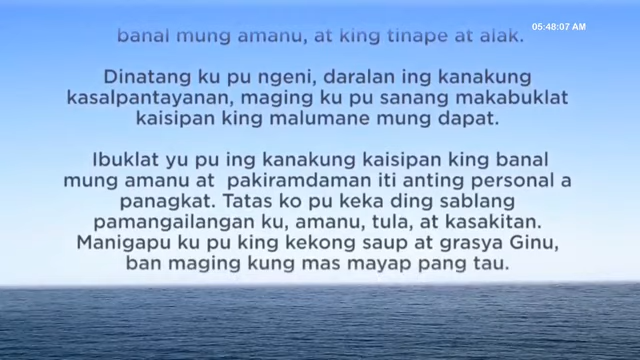 05:48:07 AM
banal mung amanu, at king tinape at alak.
Dinatang ku pu ngeni, daralan ing kanakung
kasalpantayanan, maging ku pu sanang makabuklat
kaisipan king malumane mung dapat.
Ibuklat yu pu ing kanakung kaisipan king banal
mung amanu at pakiramdaman iti anting personal a
panagkat. Tatas ko pu keka ding sablang
pamangailangan ku, amanu, tula, at kasakitan.
Manigapu ku pu king kekong saup at grasya Ginu,
ban maging kung mas mayap pang tau.